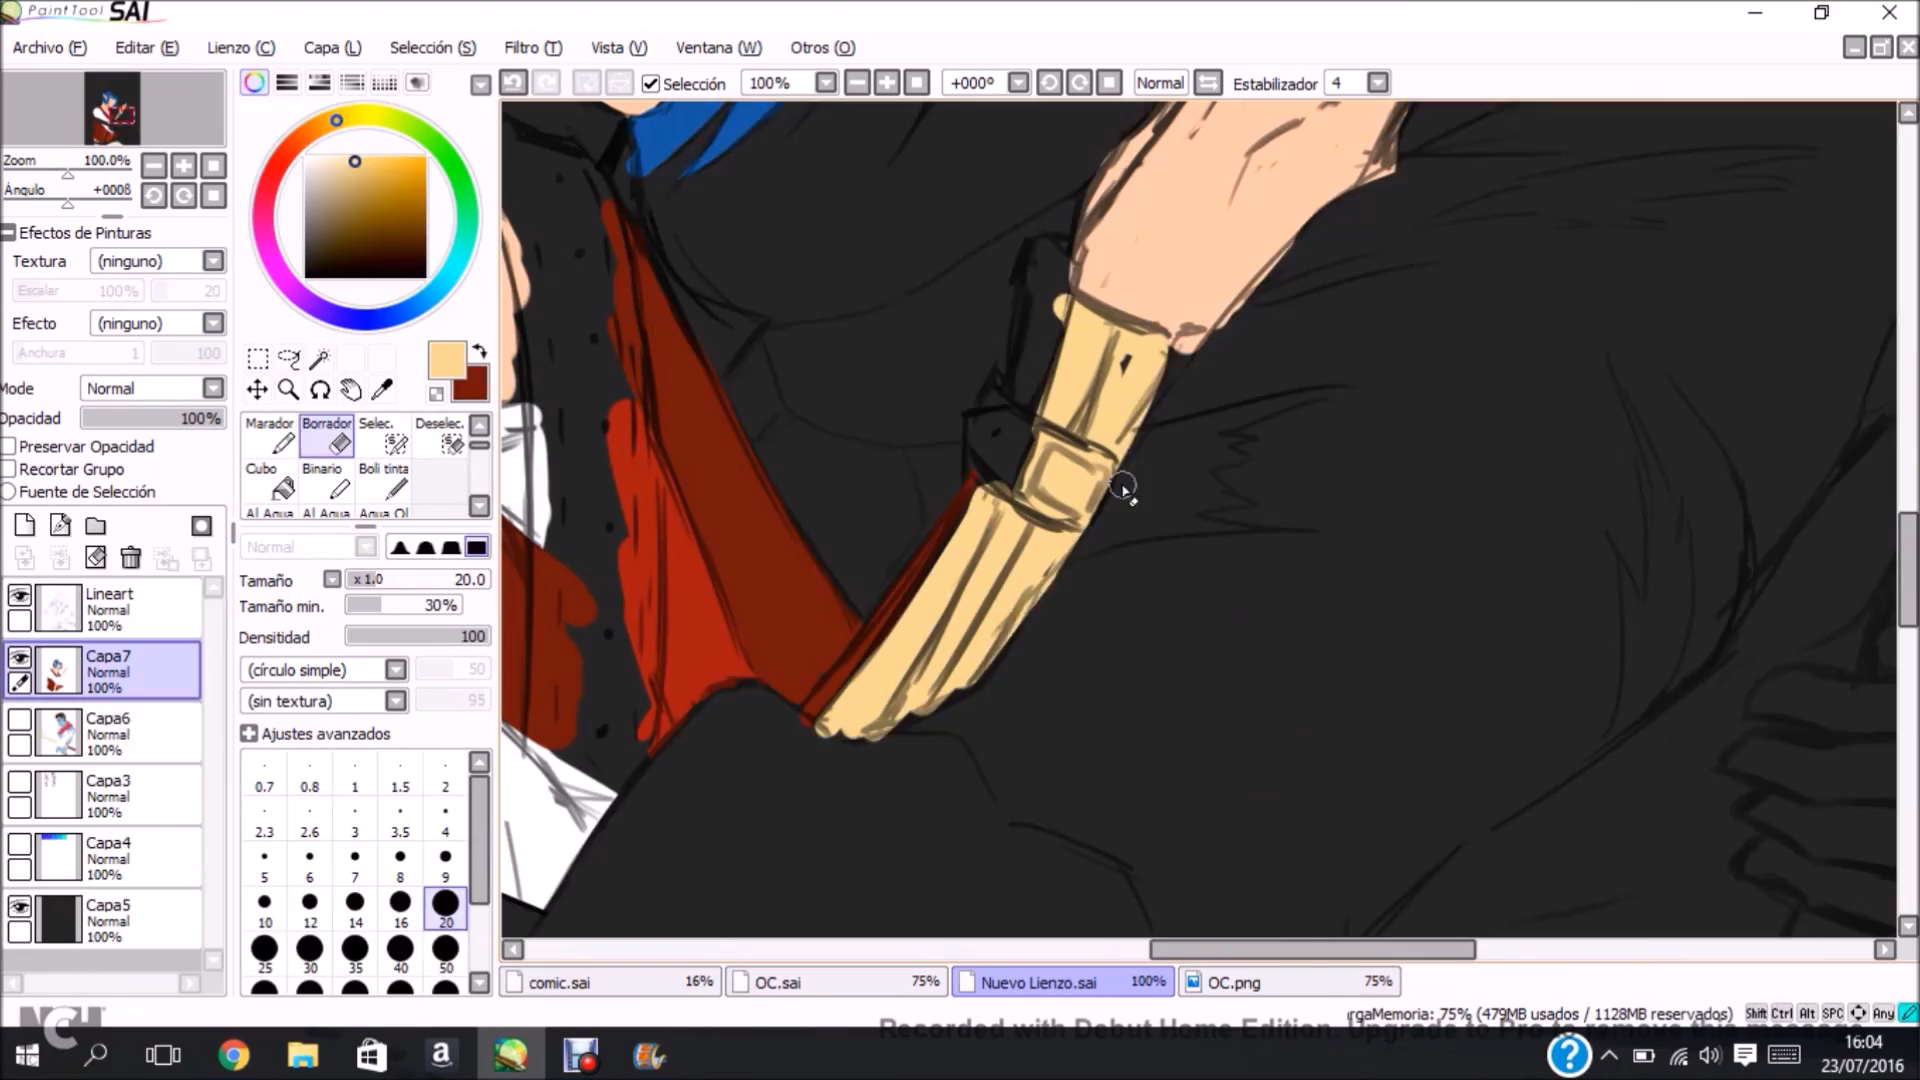 PaintTool SAI
Archivo (F) Editar (E) Lienzo (C) Capa (L) Selección (S) Filtro (T) Vista (V) Ventana (W) Otros (O)
Selección 100% +000º Normal Estabilizador 4
Zoom 100.0%
Ángulo +000ß
Efectos de Pinturas
Textura (ninguno)
Escalar 100% 20
Efecto (ninguno)
Anchura 1 100
Mode Normal
Opacidad 100%
Preservar Opacidad
Recortar Grupo
Fuente de Selección
Marador Borrador Selec. Deselec.
Cubo Binario Boli tinta
Al Agua Al Agua Aqua Ol
Normal
Tamaño x 1.0 20.0
Tamaño min. 30%
Densitidad 100
(círculo simple) 50
(sin textura) 95
Ajustes avanzados
0.7 0.8 1 1.5 2
2.3 2.6 3 3.5 4
5 6 7 8 9
10 12 14 16 20
25 30 35 40 50
Lineart
Normal
100%
Capa7
Normal
100%
Capa6
Normal
100%
Capa3
Normal
100%
Capa4
Normal
100%
Capa5
Normal
100%
comic.sai 16% OC.sai 75% Nuevo Lienzo.sai 100% OC.png 75%
rgaMemoria: 75% (479MB usados / 1128MB reservados) Shift Ctrl Alt SPC Any
NCH
Recorded with Debut Home Edition. Upgrade to Pro to remove this message
16:04
23/07/2016